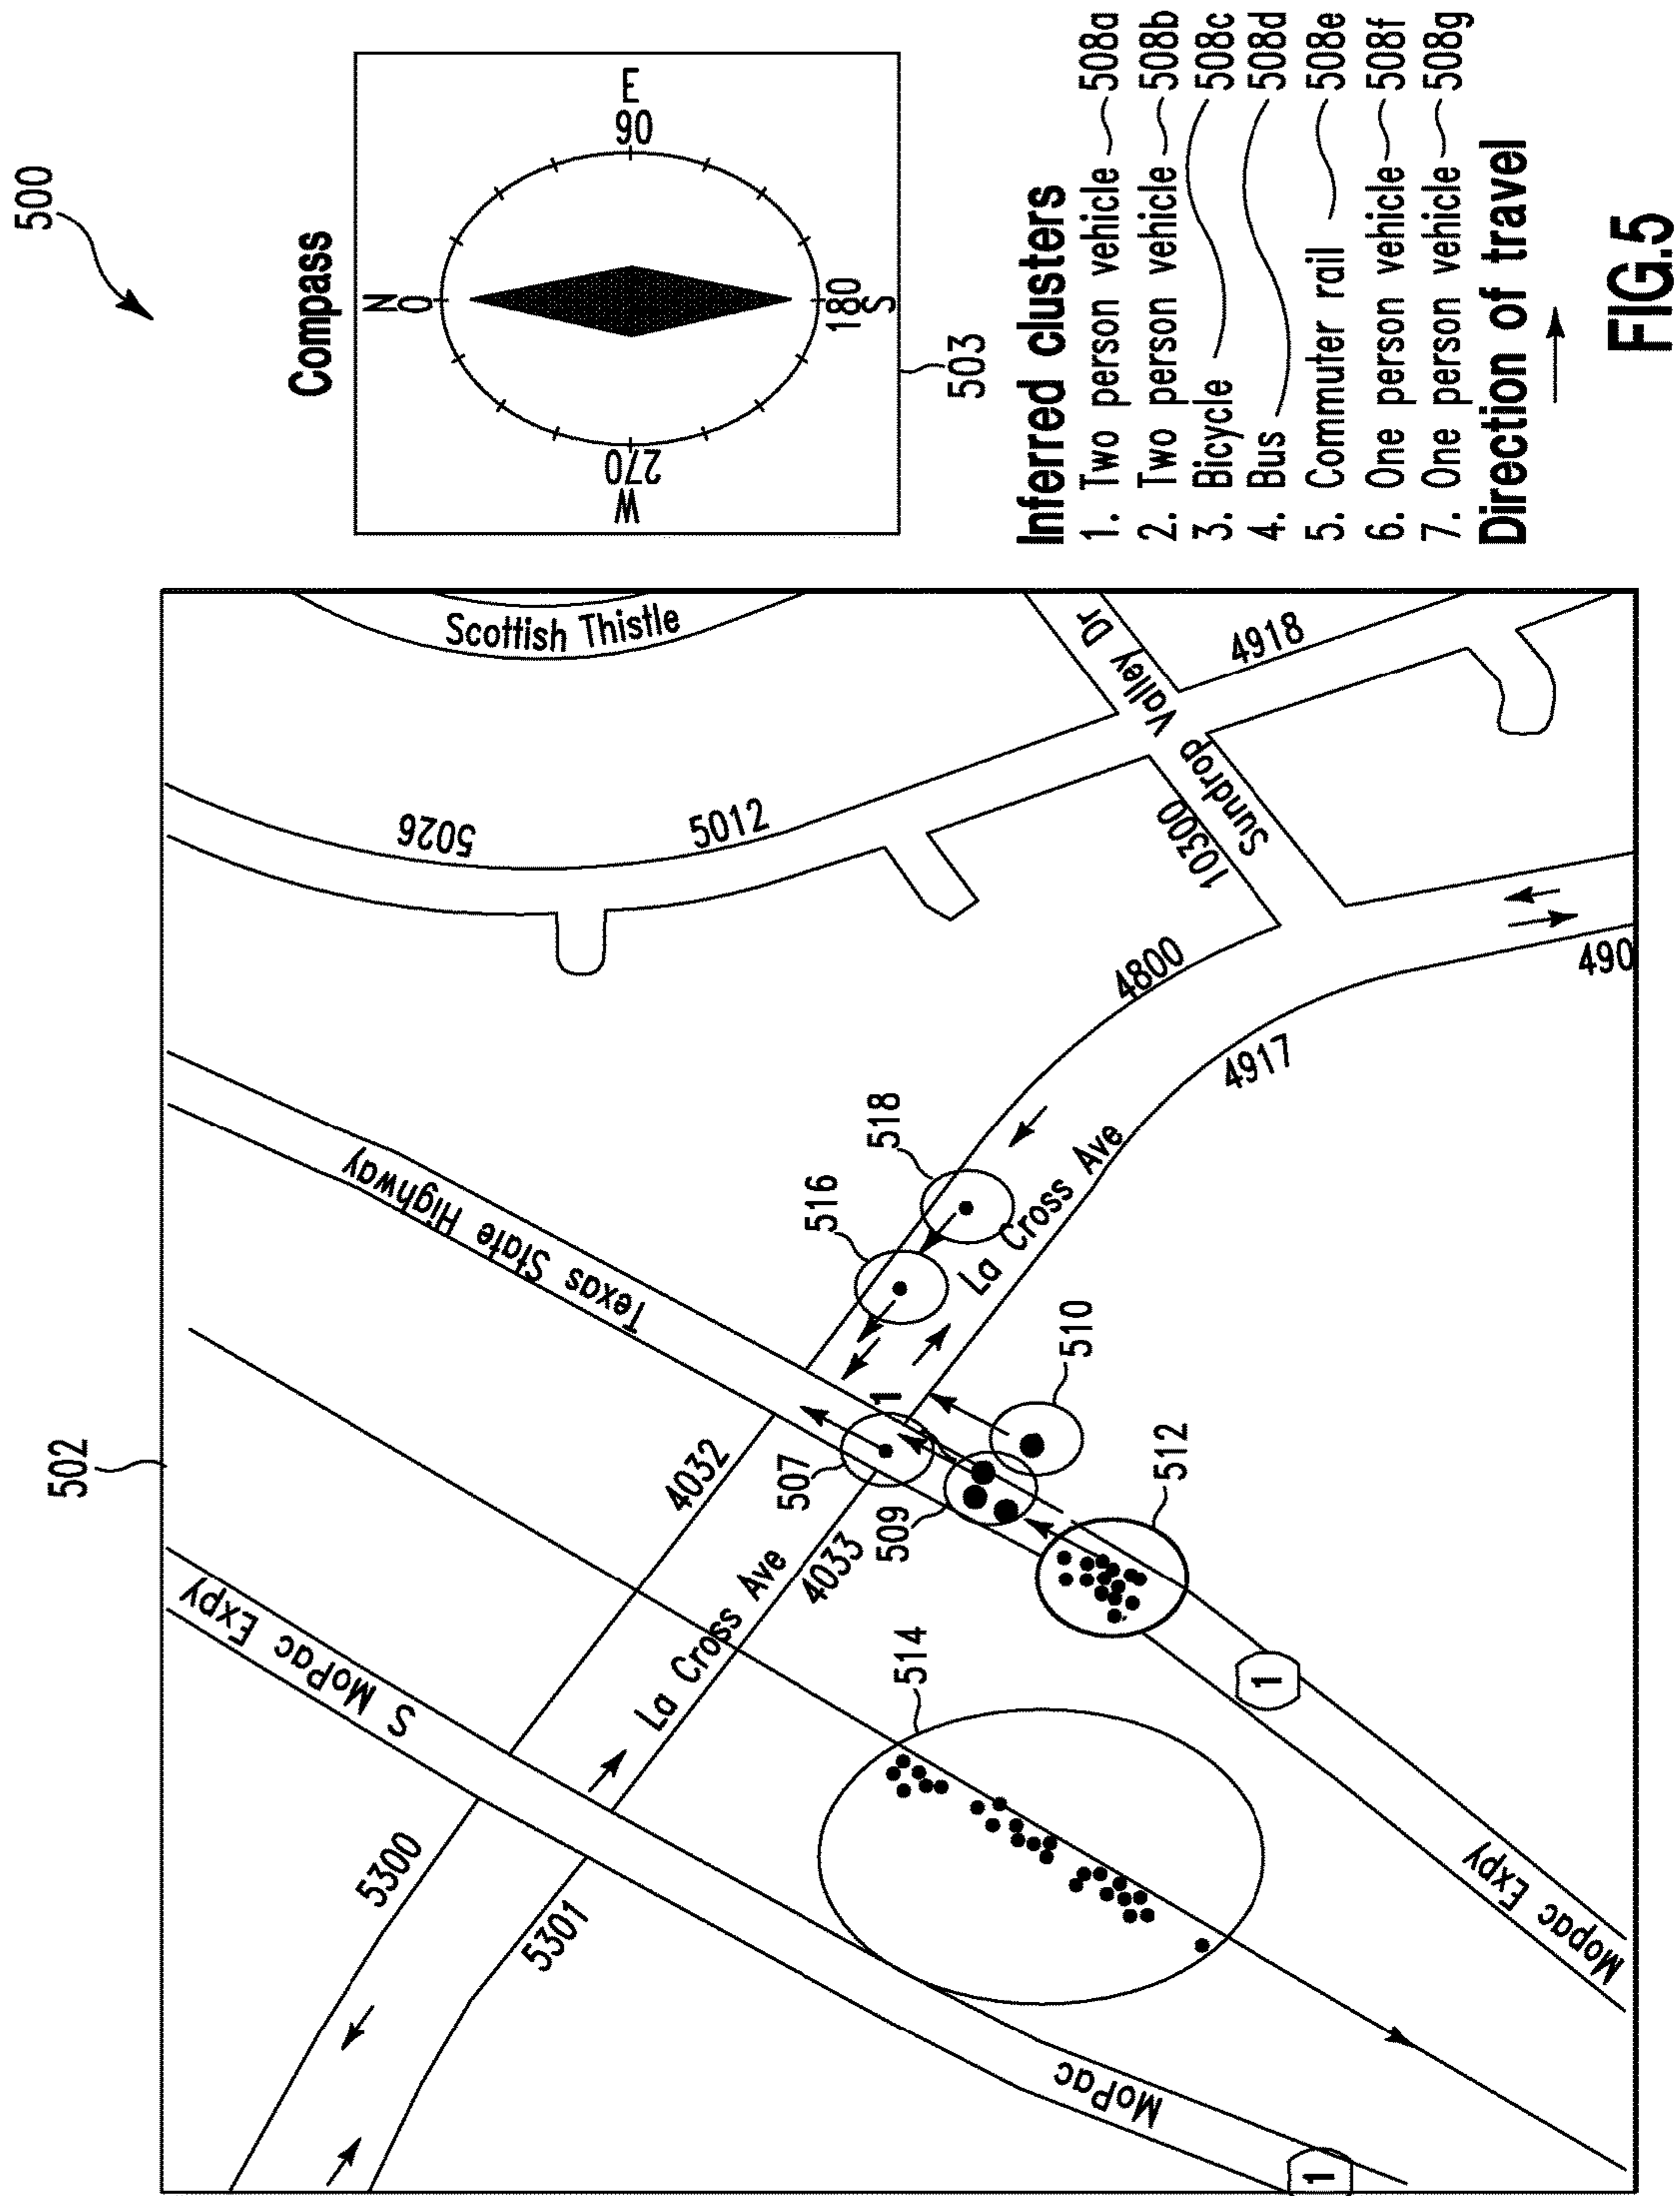 500
502
Compass
N
0
E
90
180
S
270
W
503
Inferred clusters
1. Two person vehicle 508a
2. Two person vehicle 508b
3. Bicycle 508c
4. Bus 508d
5. Commuter rail 508e
6. One person vehicle 508f
7. One person vehicle 508g
Direction of travel
FIG.5
Scottish Thistle
5026
5012
4918
Sundrop Valley Dr
10300
4800
4917
490
Texas State Highway
518
516
La Cross Ave
1
510
507
509
512
4032
4033
La Cross Ave
S MoPac Expy
514
1
5300
5301
Mopac Expy
MoPac
1